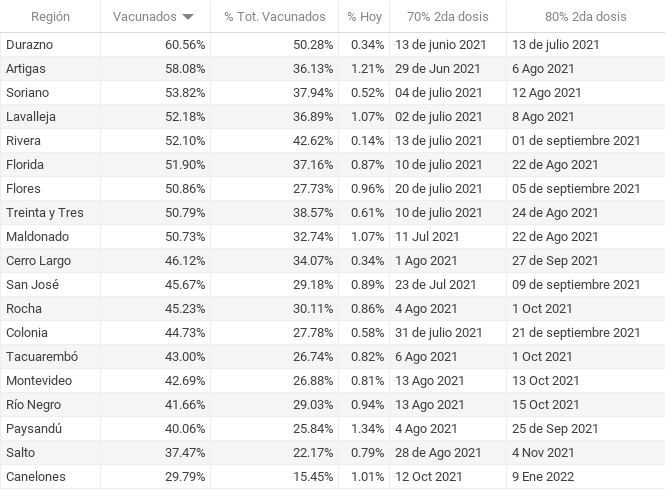 Región Vacunados % Tot. Vacunados % Hoy 70% 2da dosis 80% 2da dosis
Durazno 60.56% 50.28% 0.34% 13 de junio 2021 13 de julio 2021
Artigas 58.08% 36.13% 1.21% 29 de Jun 2021 6 Ago 2021
Soriano 53.82% 37.94% 0.52% 04 de julio 2021 12 Ago 2021
Lavalleja 52.18% 36.89% 1.07% 02 de julio 2021 8 Ago 2021
Rivera 52.10% 42.62% 0.14% 13 de julio 2021 01 de septiembre 2021
Florida 51.90% 37.16% 0.87% 10 de julio 2021 22 de Ago 2021
Flores 50.86% 27.73% 0.96% 20 de julio 2021 05 de septiembre 2021
Treinta y Tres 50.79% 38.57% 0.61% 10 de julio 2021 24 de Ago 2021
Maldonado 50.73% 32.74% 1.07% 11 Jul 2021 22 de Ago 2021
Cerro Largo 46.12% 34.07% 0.34% 1 Ago 2021 27 de Sep 2021
San José 45.67% 29.18% 0.89% 23 de Jul 2021 09 de septiembre 2021
Rocha 45.23% 30.11% 0.86% 4 Ago 2021 1 Oct 2021
Colonia 44.73% 27.78% 0.58% 31 de julio 2021 21 de septiembre 2021
Tacuarembó 43.00% 26.74% 0.82% 6 Ago 2021 1 Oct 2021
Montevideo 42.69% 26.88% 0.81% 13 Ago 2021 13 Oct 2021
Río Negro 41.66% 29.03% 0.94% 13 Ago 2021 15 Oct 2021
Paysandú 40.06% 25.84% 1.34% 4 Ago 2021 25 de Sep 2021
Salto 37.47% 22.17% 0.79% 28 de Ago 2021 4 Nov 2021
Canelones 29.79% 15.45% 1.01% 12 Oct 2021 9 Ene 2022